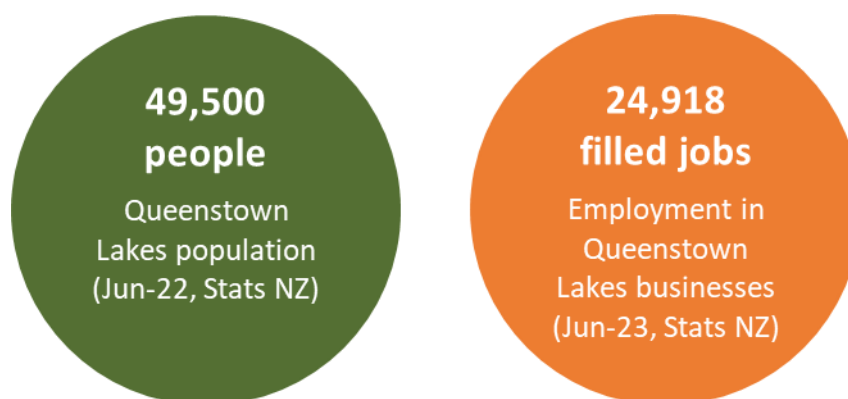 49,500
people
Queenstown
Lakes population
(Jun-22, Stats NZ)
24,918
filled jobs
Employment in
Queenstown
Lakes businesses
(Jun-23, Stats NZ)